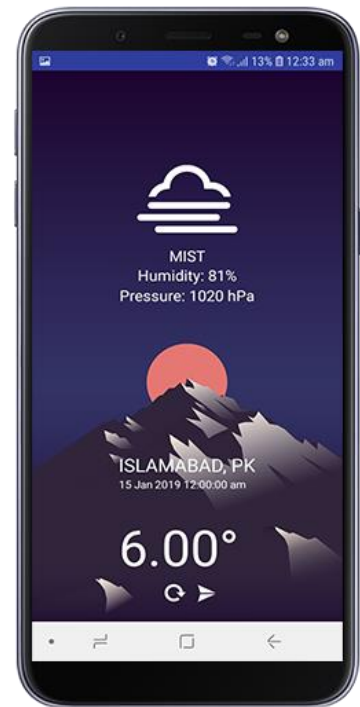 13% 12:33 am
MIST
Humidity: 81%
Pressure: 1020 hPa
ISLAMABAD, PK
15 Jan 2019 12:00:00 am
6.00°